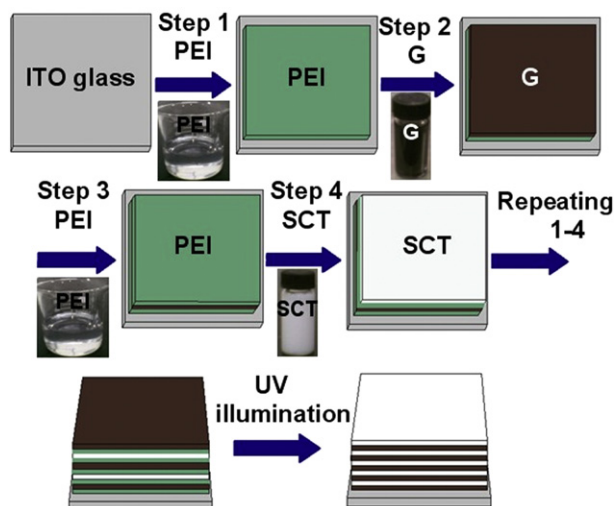 ITO glass
Step 1
PEI
PEI
PEI
Step 2
G
G
G
Step 3
PEI
PEI
PEI
Step 4
SCT
SCT
SCT
Repeating
1-4
UV
illumination